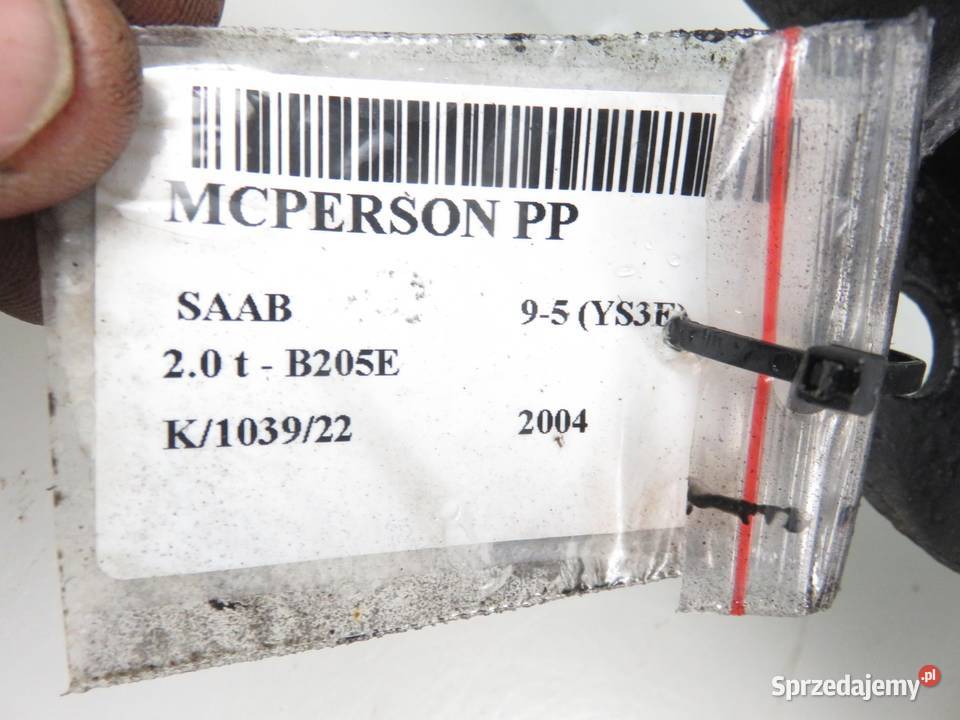 MCPERSON PP
SAAB 9-5 (YS3E)
2.0 t - B205E
K/1039/22 2004
Sprzedajemy.pl